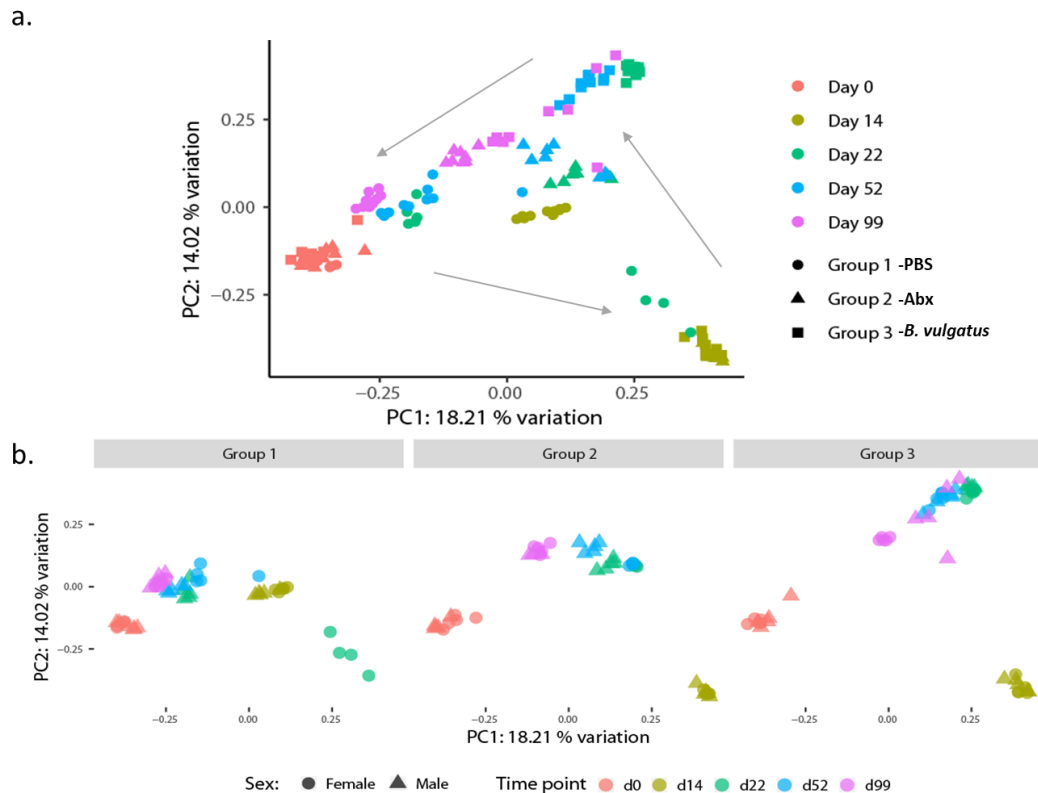 a.
PC2: 14.02 % variation
0.25
0.00
−0.25
−0.25
0.00
0.25
PC1: 18.21 % variation
Day 0
Day 14
Day 22
Day 52
Day 99
Group 1 -PBS
Group 2 -Abx
Group 3 -B. vulgatus
b.
Group 1
Group 2
Group 3
PC2: 14.02 % variation
0.25
0.00
−0.25
−0.25
0.00
0.25
−0.25
0.00
0.25
−0.25
0.00
0.25
PC1: 18.21 % variation
Sex:
Female
Male
Time point
d0
d14
d22
d52
d99